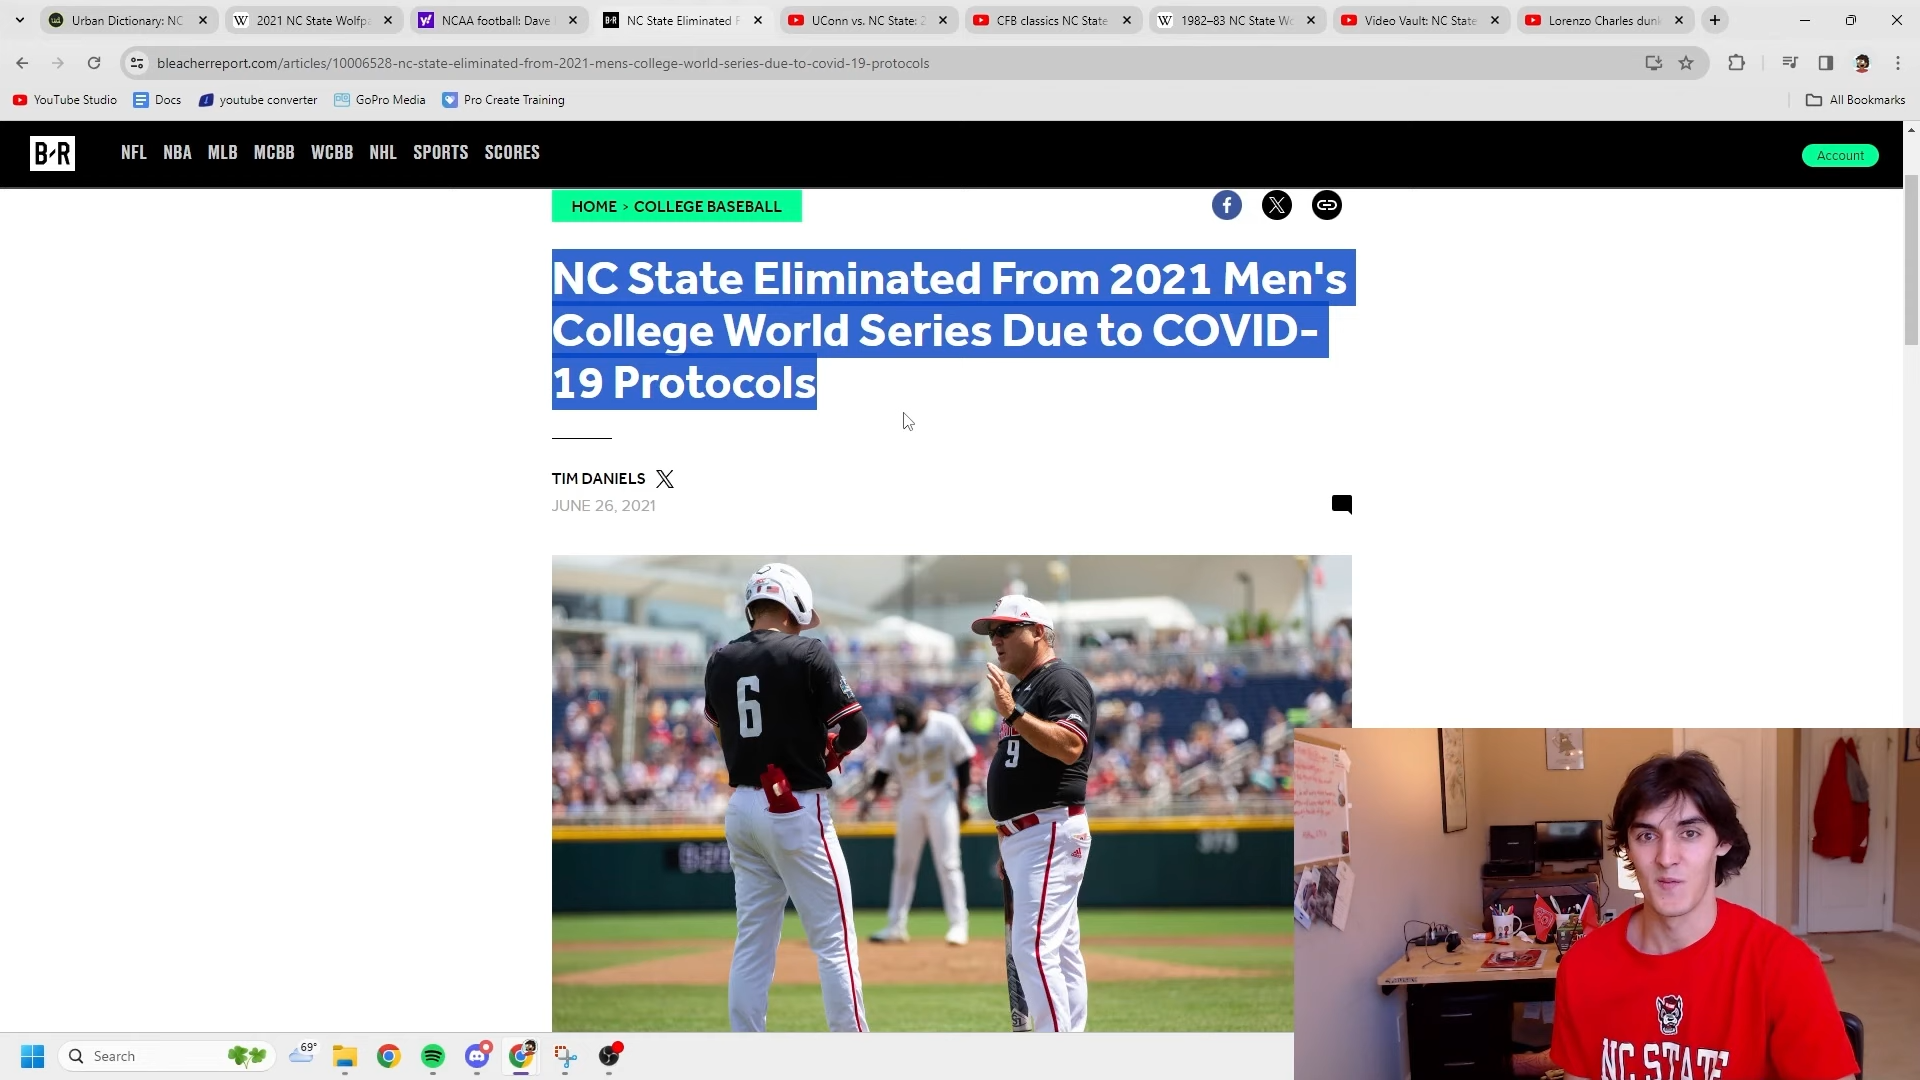 Urban Dictionary: NC
2021 NC State Wolfpa
NCAA football: Dave
NC State Eliminated F
UConn vs. NC State: 2
CFB classics NC State
1982–83 NC State Wo
Video Vault: NC State
Lorenzo Charles dunk
bleacherreport.com/articles/10006528-nc-state-eliminated-from-2021-mens-college-world-series-due-to-covid-19-protocols
YouTube Studio
Docs
youtube converter
GoPro Media
Pro Create Training
All Bookmarks
B/R
NFL NBA MLB MCBB WCBB NHL SPORTS SCORES
Account
HOME > COLLEGE BASEBALL
NC State Eliminated From 2021 Men's
College World Series Due to COVID-
19 Protocols
TIM DANIELS
JUNE 26, 2021
6
9
Search
69°
NC STATE